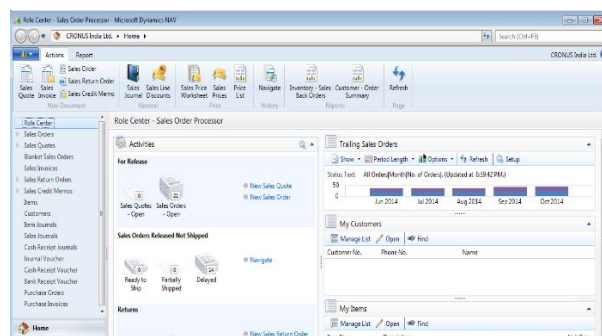 Role Center - Sales Order Processor - Microsoft Dynamics NAV
CRONUS India Ltd. Home
Search (Ctrl+F3)
Actions Report
CRONUS India Ltd.
Sales Quote
Sales Invoice
Sales Order
Sales Return Order
Sales Credit Memo
Sales Journal
Sales Line Discounts
Sales Price Worksheet
Sales Prices
Price List
Navigate
Inventory - Sales Back Orders
Customer - Order Summary
Refresh
New Document General Price History Reports Page
Role Center
Sales Orders
Sales Quotes
Blanket Sales Orders
Sales Invoices
Sales Return Orders
Sales Credit Memos
Items
Customers
Item Journals
Sales Journals
Cash Receipt Journals
Journal Voucher
Cash Receipt Voucher
Bank Receipt Voucher
Purchase Orders
Purchase Invoices
Home
Role Center - Sales Order Processor
Activities
For Release
0 21
Sales Quotes - Open
Sales Orders - Open
New Sales Quote
New Sales Order
Sales Orders Released Not Shipped
0 0 14
Ready to Ship
Partially Shipped
Delayed
Navigate
Returns
New Sales Return Order
Trailing Sales Orders
Show Period Length Options Refresh Setup
Status Text: All Orders|Month|No. of Orders|. (Updated at 6:59:42 PM.)
50
0
Jun 2014 Jul 2014 Aug 2014 Sep 2014 Oct 2014
My Customers
Manage List Open Find
Customer No. Phone No. Name
My Items
Manage List Open Find